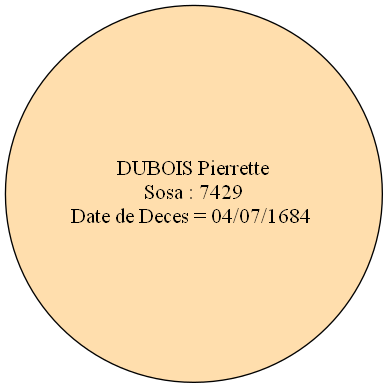 DUBOIS Pierrette
Sosa : 7429
Date de Deces = 04/07/1684